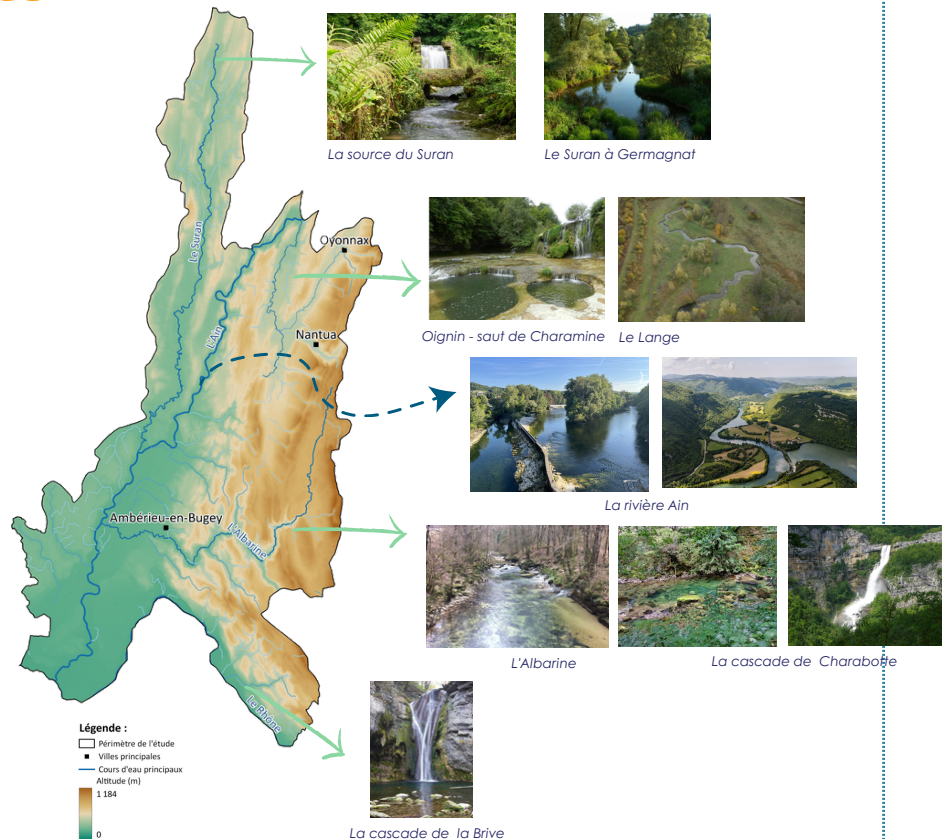 La source du Suran
Le Suran à Germagnat
Le Suran
Oyonnax
L'Ain
Nantua
Oignin - saut de Charamine
Le Lange
La rivière Ain
Ambérieu-en-Bugey
L'Albarine
L'Albarine
La cascade de Charabotte
Le Rhône
Légende :
Périmètre de l'étude
Villes principales
Cours d'eau principaux
Altitude (m)
1 184
0
La cascade de la Brive